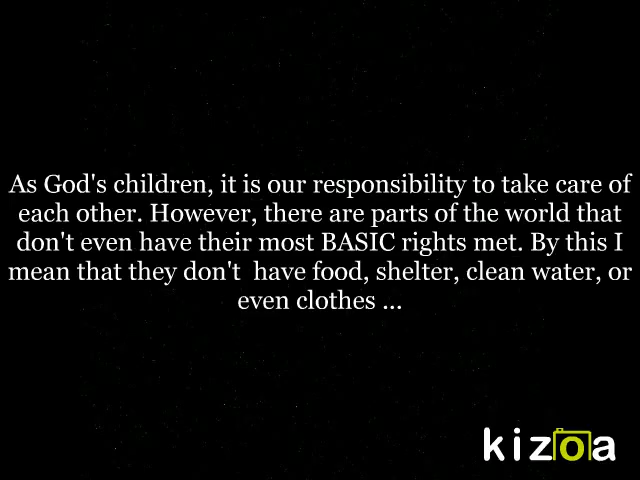 As God's children, it is our responsibility to take care of
each other. However, there are parts of the world that
don't even have their most BASIC rights met. By this I
mean that they don't  have food, shelter, clean water, or
even clothes ...
kizoa